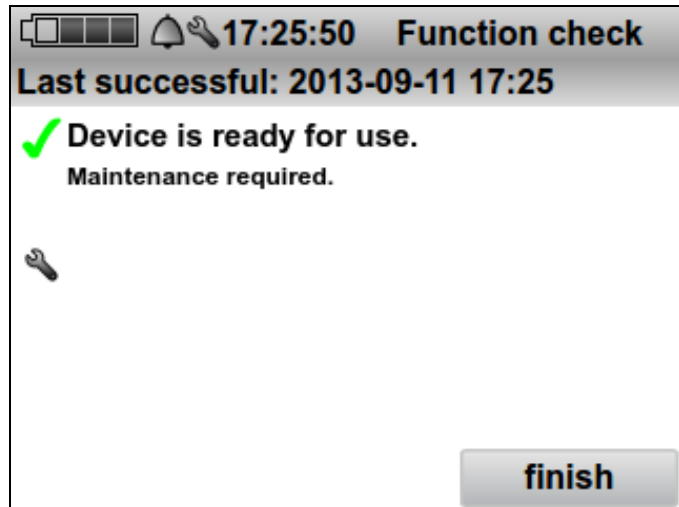 17:25:50 Function check
Last successful: 2013-09-11 17:25
Device is ready for use.
Maintenance required.
finish